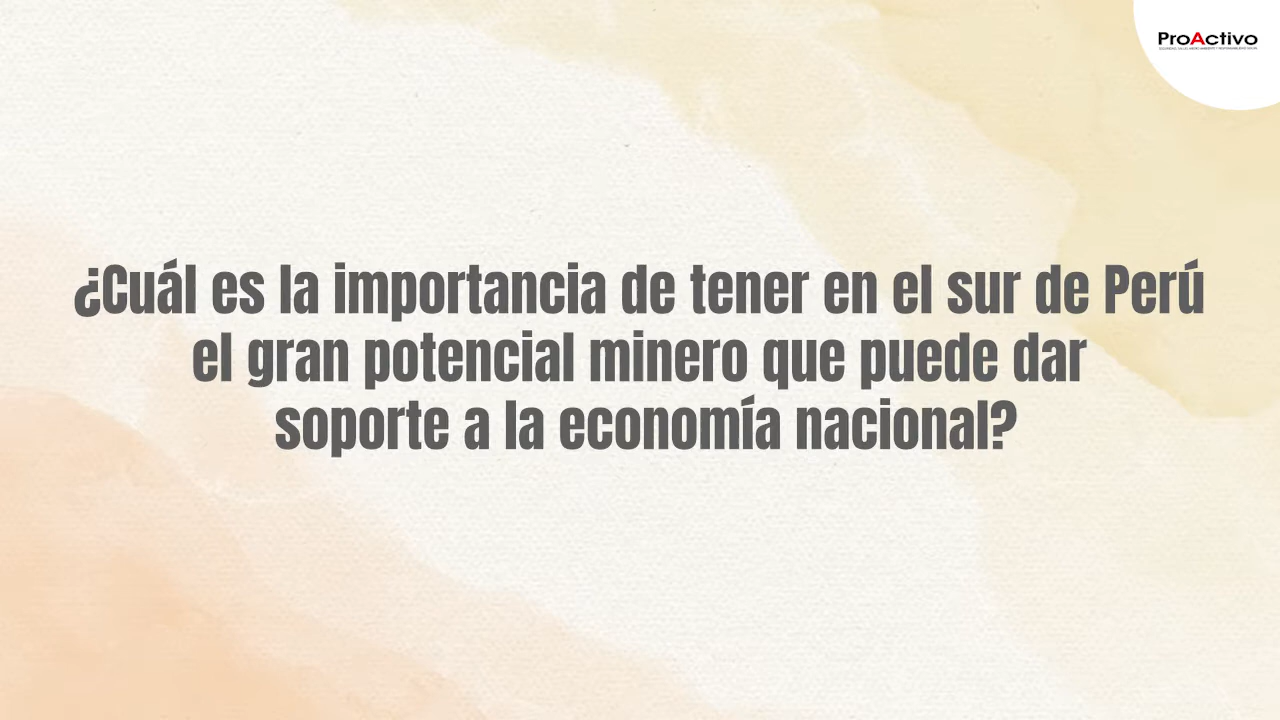 ProActivo
¿Cuál es la importancia de tener en el sur de Perú
el gran potencial minero que puede dar
soporte a la economía nacional?